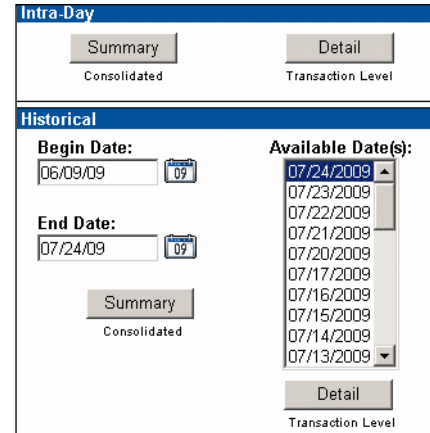 Intra-Day
Summary
Detail
Consolidated
Transaction Level
Historical
Begin Date:
06/09/09
09
End Date:
07/24/09
09
Summary
Consolidated
Available Date(s):
07/24/2009
07/23/2009
07/22/2009
07/21/2009
07/20/2009
07/17/2009
07/16/2009
07/15/2009
07/14/2009
07/13/2009
Detail
Transaction Level